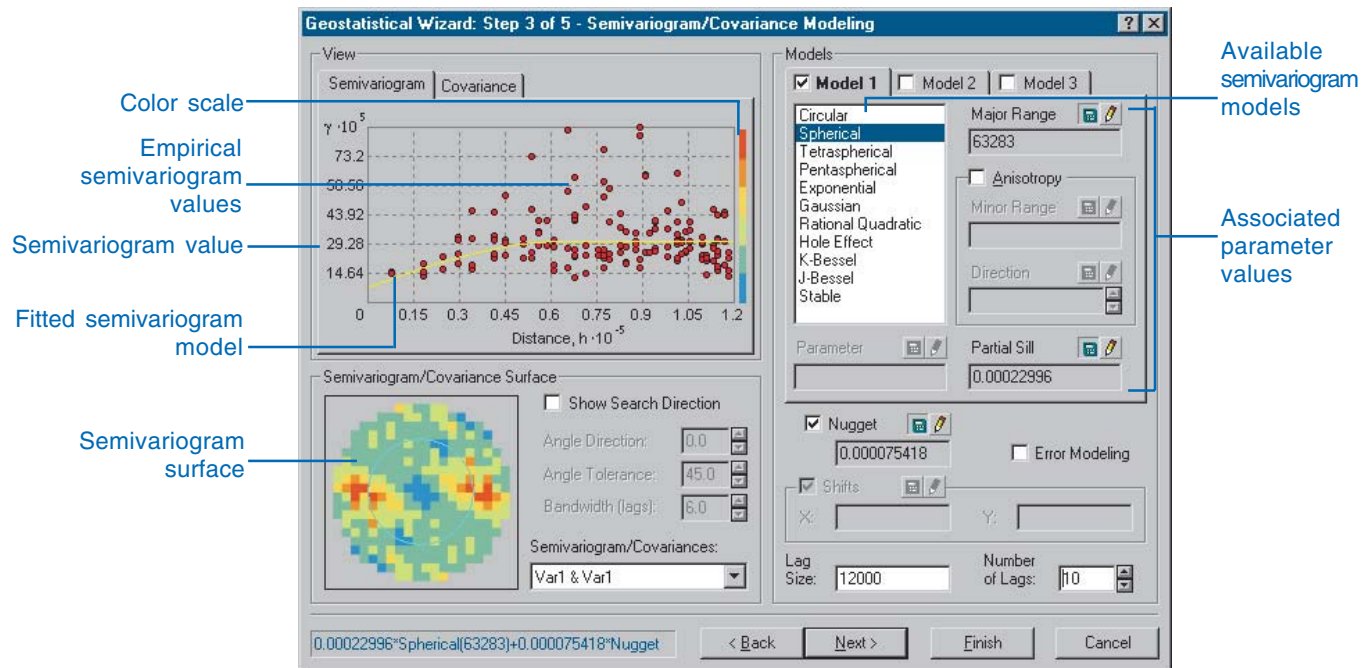 Geostatistical Wizard: Step 3 of 5 - Semivariogram/Covariance Modeling
? ×
View
Semivariogram
Covariance
γ·10 5
73.2
58.56
43.92
29.28
14.64
0 0.15 0.3 0.45 0.6 0.75 0.9 1.05 1.2
Distance, h·10 -5
Color scale
Empirical
semivariogram
values
Semivariogram value
Fitted semivariogram
model
Semivariogram
surface
Semivariogram/Covariance Surface
Show Search Direction
Angle Direction: 0.0
Angle Tolerance: 45.0
Bandwidth (lags): 6.0
Semivariogram/Covariances:
Var1 & Var1
Models
Model 1
Model 2
Model 3
Circular
Spherical
Tetraspherical
Pentaspherical
Exponential
Gaussian
Rational Quadratic
Hole Effect
K-Bessel
J-Bessel
Stable
Major Range
63283
Anisotropy
Minor Range
Direction
Parameter
Partial Sill
0.00022996
Nugget
0.000075418
Error Modeling
Shifts
X:
Y:
Lag
Size: 12000
Number
of Lags: 10
Available
semivariogram
models
Associated
parameter
values
0.00022996*Spherical(63283)+0.000075418*Nugget
< Back
Next >
Finish
Cancel